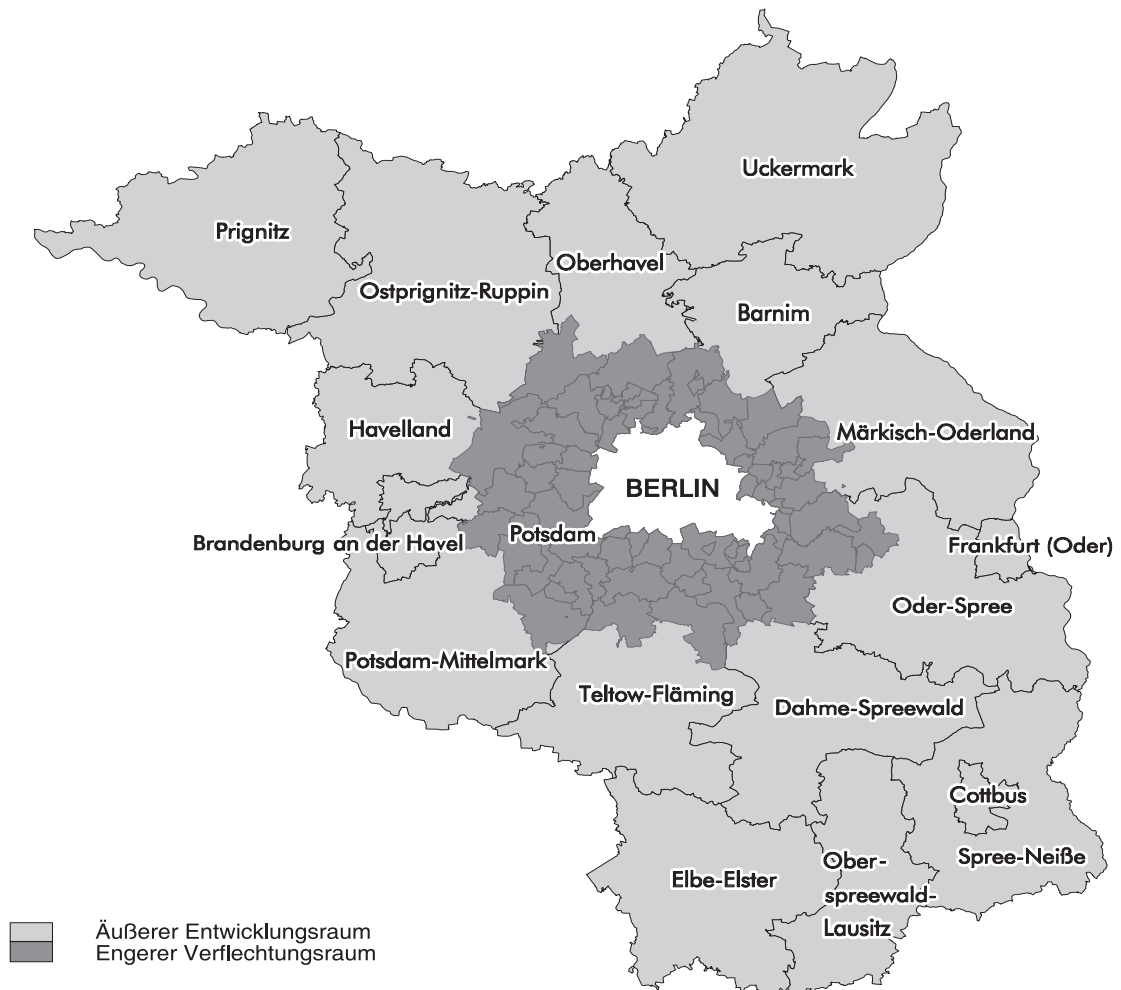 Uckermark
Prignitz
Oberhavel
Ostprignitz-Ruppin
Barnim
Havelland
Märkisch-Oderland
BERLIN
Potsdam
Brandenburg an der Havel
Frankfurt (Oder)
Oder-Spree
Potsdam-Mittelmark
Teltow-Fläming
Dahme-Spreewald
Cottbus
Spree-Neiße
Elbe-Elster
Ober-
spreewald-
Lausitz
Äußerer Entwicklungsraum
Engerer Verflechtungsraum